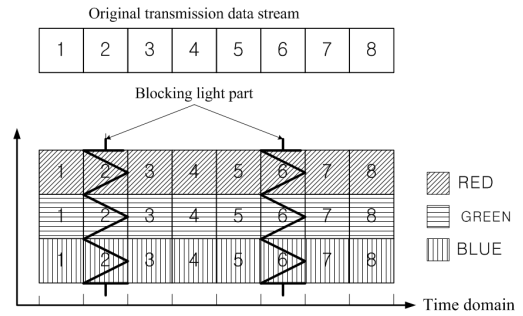 Original transmission data stream
1 2 3 4 5 6 7 8
Blocking light part
1 2 3 4 5 6 7 8
RED
1 2 3 4 5 6 7 8
GREEN
1 2 3 4 5 6 7 8
BLUE
Time domain